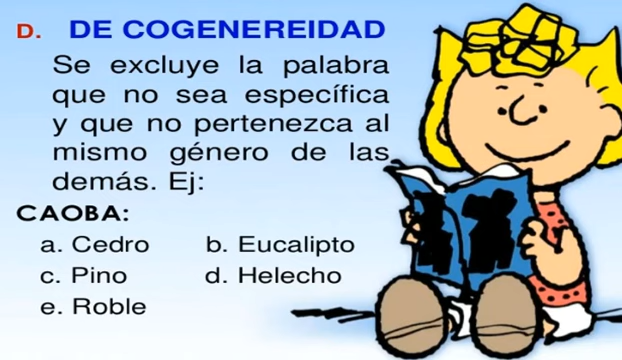 D. DE COGENEREIDAD
Se excluye la palabra
que no sea específica
y que no pertenezca al
mismo género de las
demás. Ej:
CAOBA:
a. Cedro b. Eucalipto
c. Pino d. Helecho
e. Roble